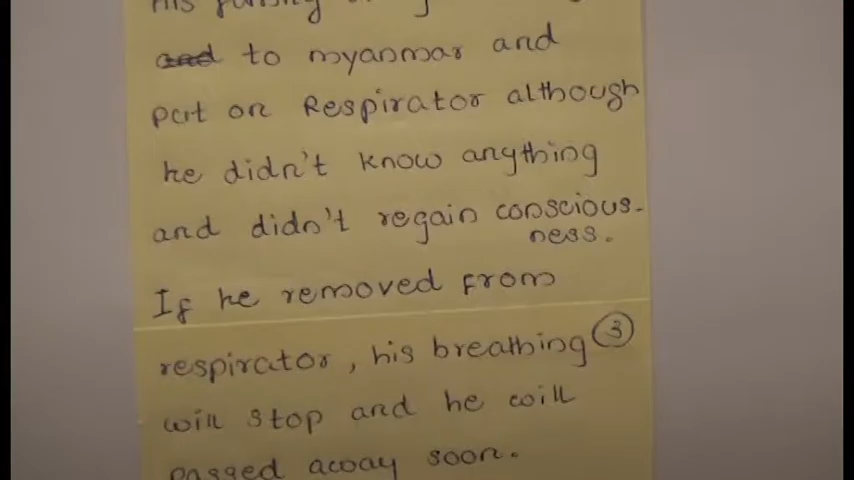 His
and to myanmar and
put on Respirator although
he didn't know anything
and didn't regain conscious-
ness.
If he removed from
respirator, his breathing 3
will stop and he will
passed away soon.